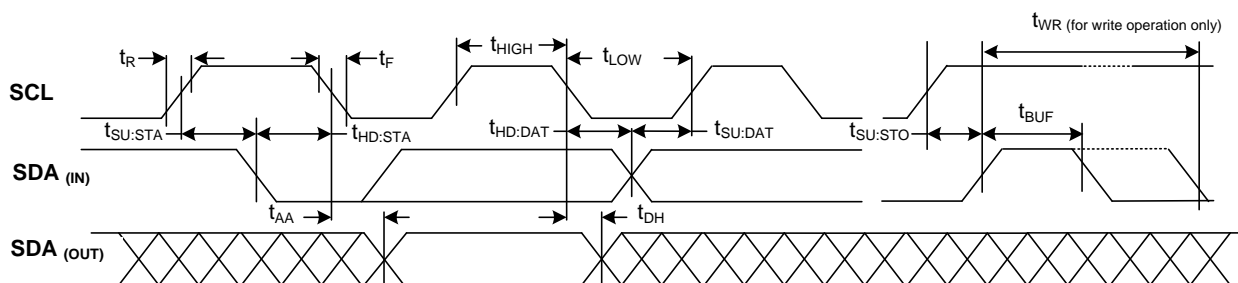 tWR (for write operation only)
tR
tF
tHIGH
tLOW
SCL
tSU:STA
tHD:STA
tHD:DAT
tSU:DAT
tSU:STO
tBUF
SDA (IN)
tAA
tDH
SDA (OUT)